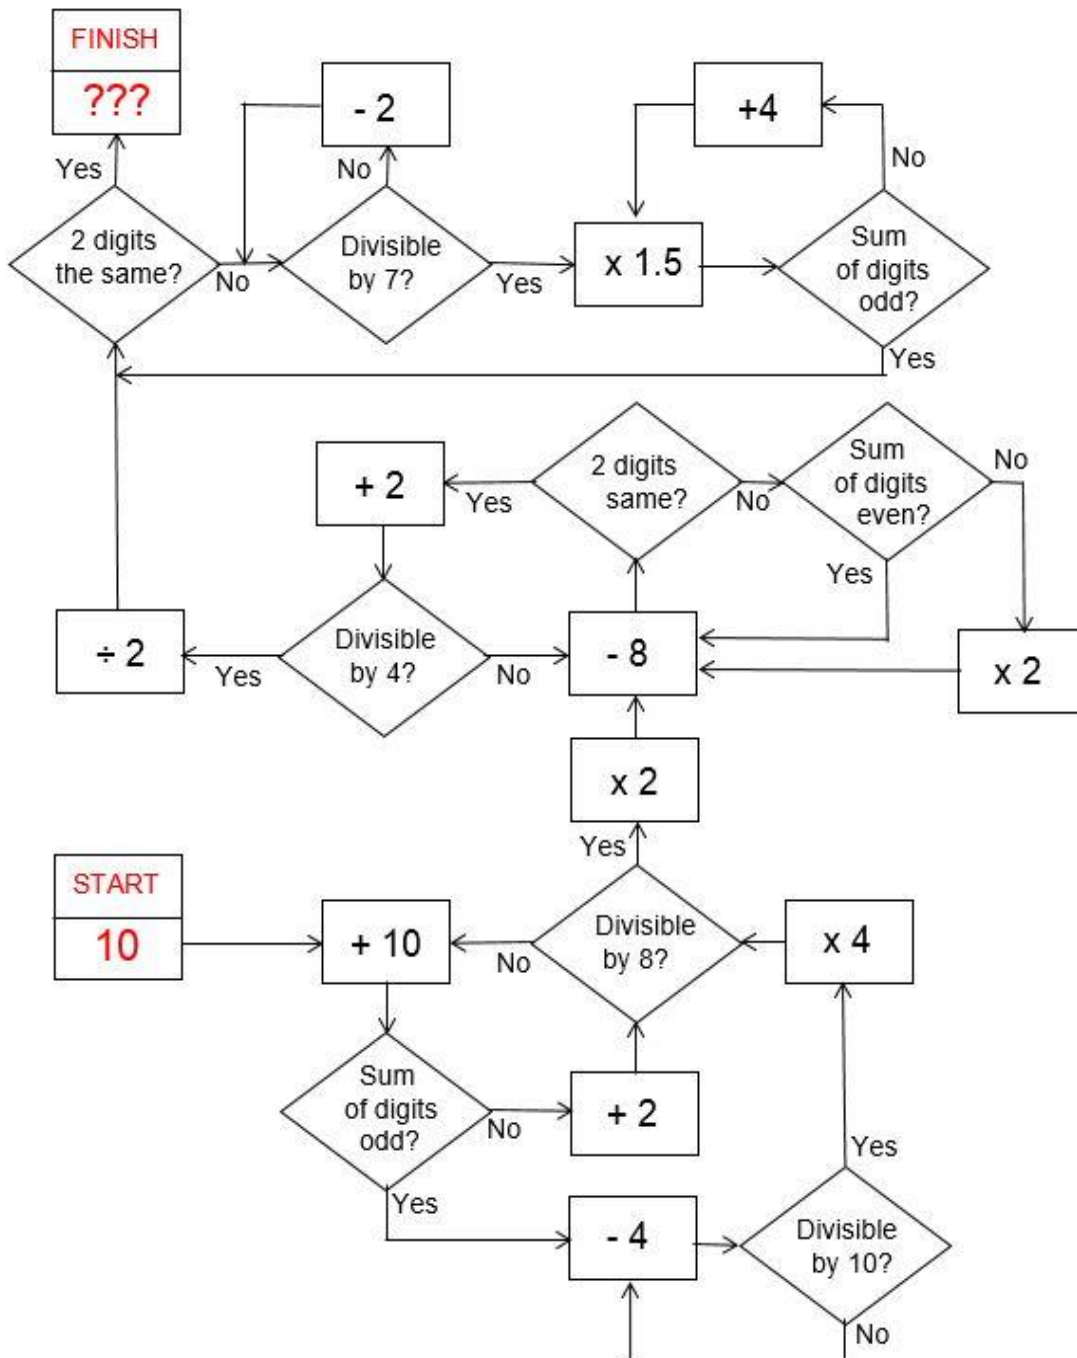 FINISH
???
Yes
2 digits
the same?
No
- 2
No
Divisible
by 7?
Yes
+4
No
x 1.5
Sum
of digits
odd?
Yes
+ 2
Yes
2 digits
same?
No
Sum
of digits
even?
No
Yes
÷ 2
Yes
Divisible
by 4?
No
- 8
x 2
x 2
Yes
START
10
+ 10
No
Divisible
by 8?
x 4
Sum
of digits
odd?
No
+ 2
Yes
Yes
- 4
Divisible
by 10?
No